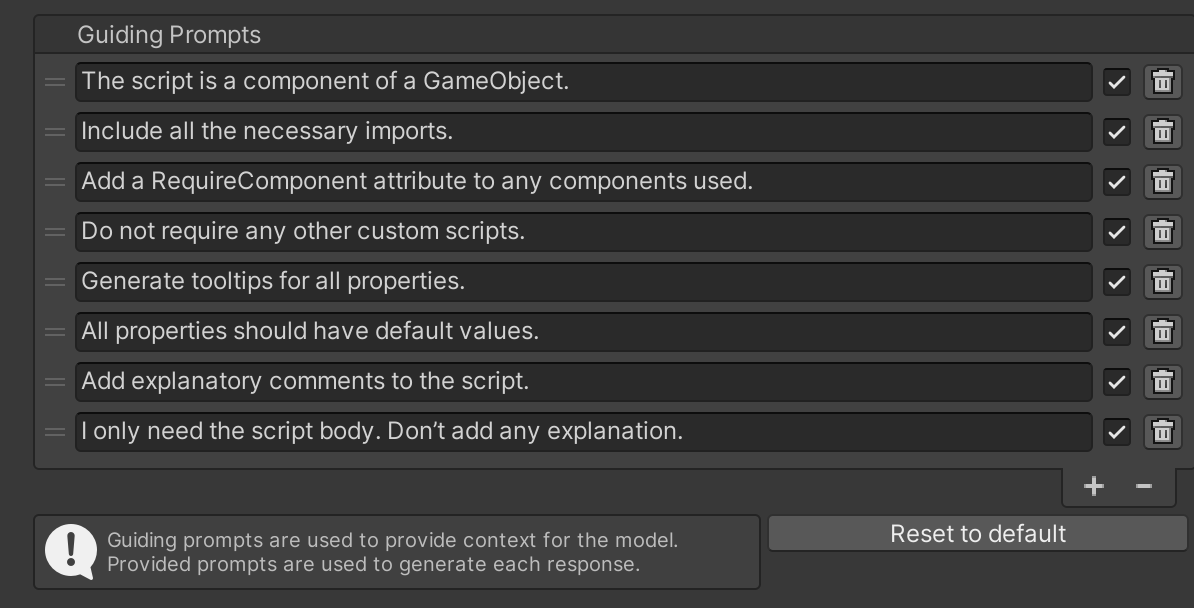 Guiding Prompts
The script is a component of a GameObject.
Include all the necessary imports.
Add a RequireComponent attribute to any components used.
Do not require any other custom scripts.
Generate tooltips for all properties.
All properties should have default values.
Add explanatory comments to the script.
I only need the script body. Don’t add any explanation.
Guiding prompts are used to provide context for the model.
Provided prompts are used to generate each response.
Reset to default